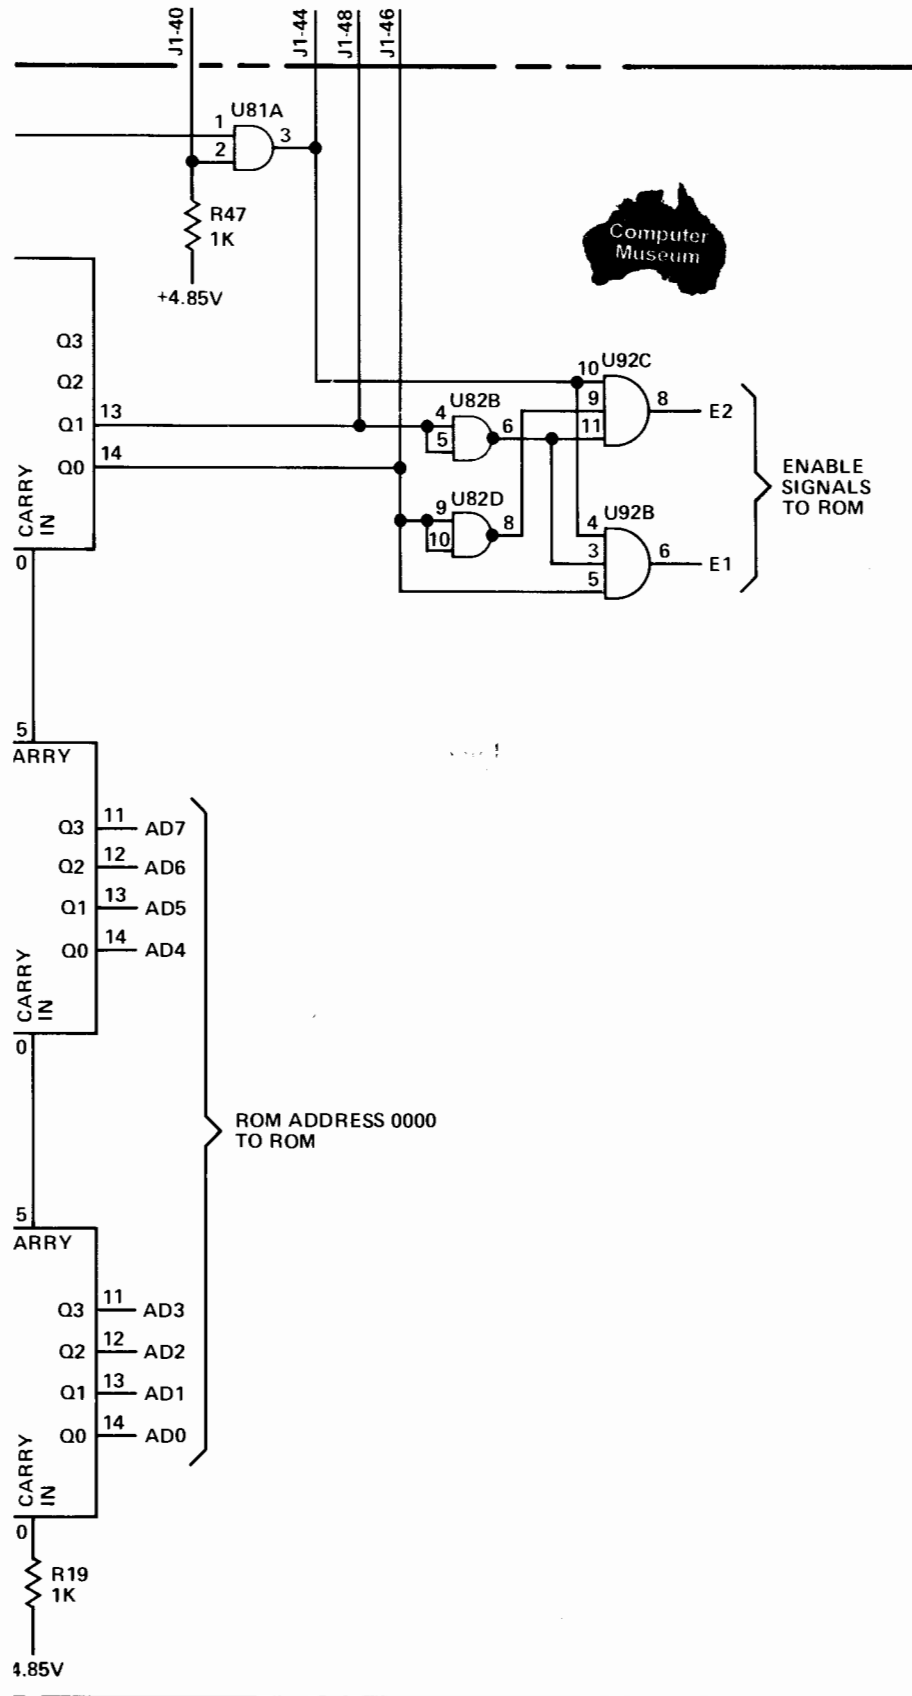 J1-40
J1-44
J1-48
J1-46
U81A
1
2
3
R47
1K
+4.85V
Computer
Museum
Q3
Q2
Q1
13
Q0
14
CARRY
IN
0
U82B
4
5
6
U82D
9
10
8
U92C
10
9
11
8
E2
U92B
4
3
5
6
E1
ENABLE
SIGNALS
TO ROM
5
ARRY
Q3
11
AD7
Q2
12
AD6
Q1
13
AD5
Q0
14
AD4
CARRY
IN
0
ROM ADDRESS 0000
TO ROM
5
ARRY
Q3
11
AD3
Q2
12
AD2
Q1
13
AD1
Q0
14
AD0
CARRY
IN
0
R19
1K
4.85V